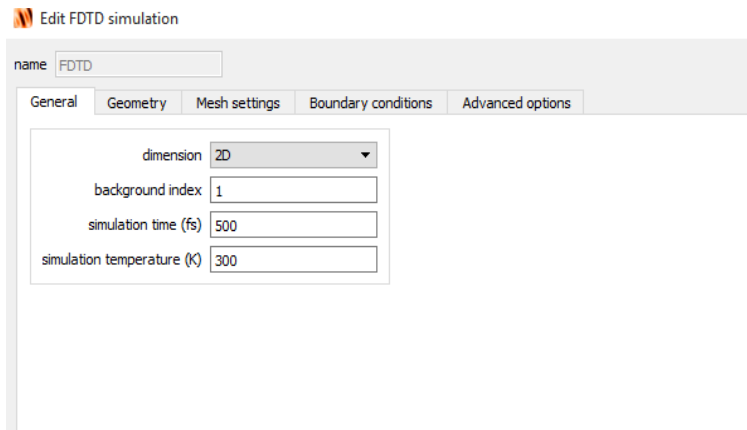 Edit FDTD simulation
name FDTD
General Geometry Mesh settings Boundary conditions Advanced options
dimension 2D
background index 1
simulation time (fs) 500
simulation temperature (K) 300